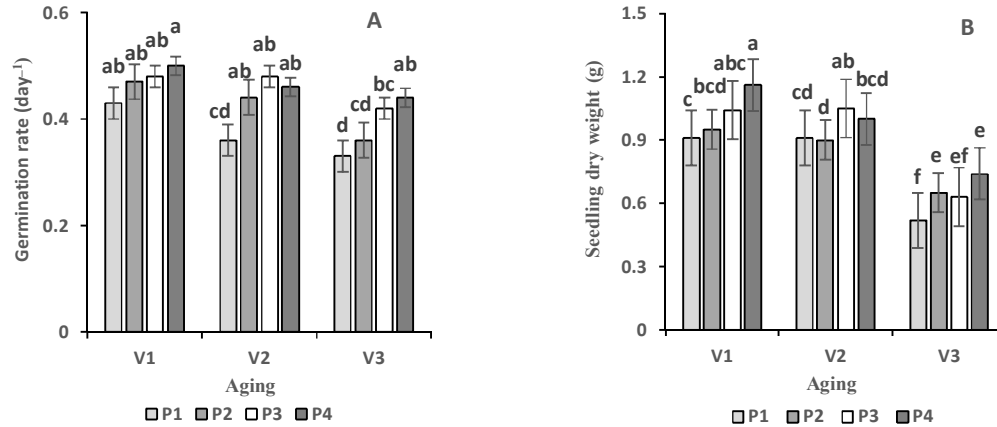 A
Germination rate (day⁻¹)
0.6
0.4
0.2
0
ab ab ab a
cd ab ab ab
d cd bc ab
V1 V2 V3
Aging
P1 P2 P3 P4
B
Seedling dry weight (g)
1.5
1.2
0.9
0.6
0.3
0
c bcd abc a
cd d ab bcd
f e ef e
V1 V2 V3
Aging
P1 P2 P3 P4